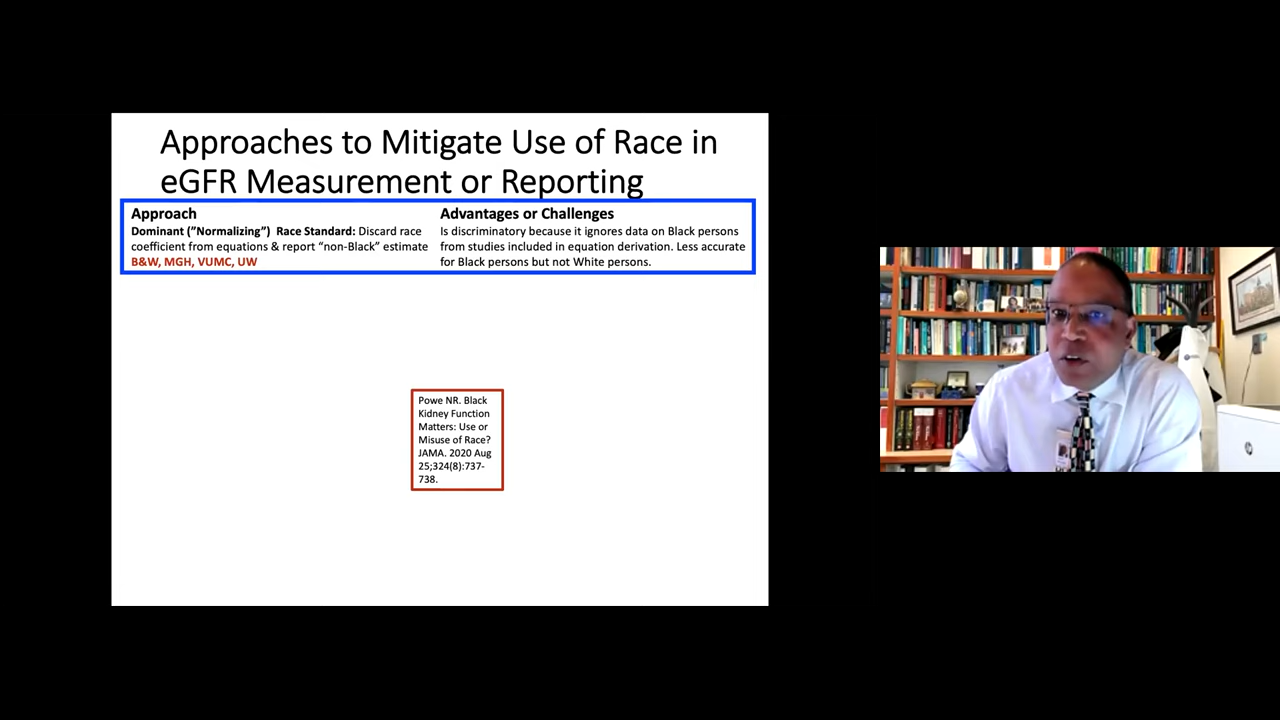 Approaches to Mitigate Use of Race in
eGFR Measurement or Reporting
Approach
Dominant (”Normalizing”) Race Standard: Discard race
coefficient from equations & report “non-Black” estimate
B&W, MGH, VUMC, UW
Advantages or Challenges
Is discriminatory because it ignores data on Black persons
from studies included in equation derivation. Less accurate
for Black persons but not White persons.
Powe NR. Black
Kidney Function
Matters: Use or
Misuse of Race?
JAMA. 2020 Aug
25;324(8):737-
738.
hp